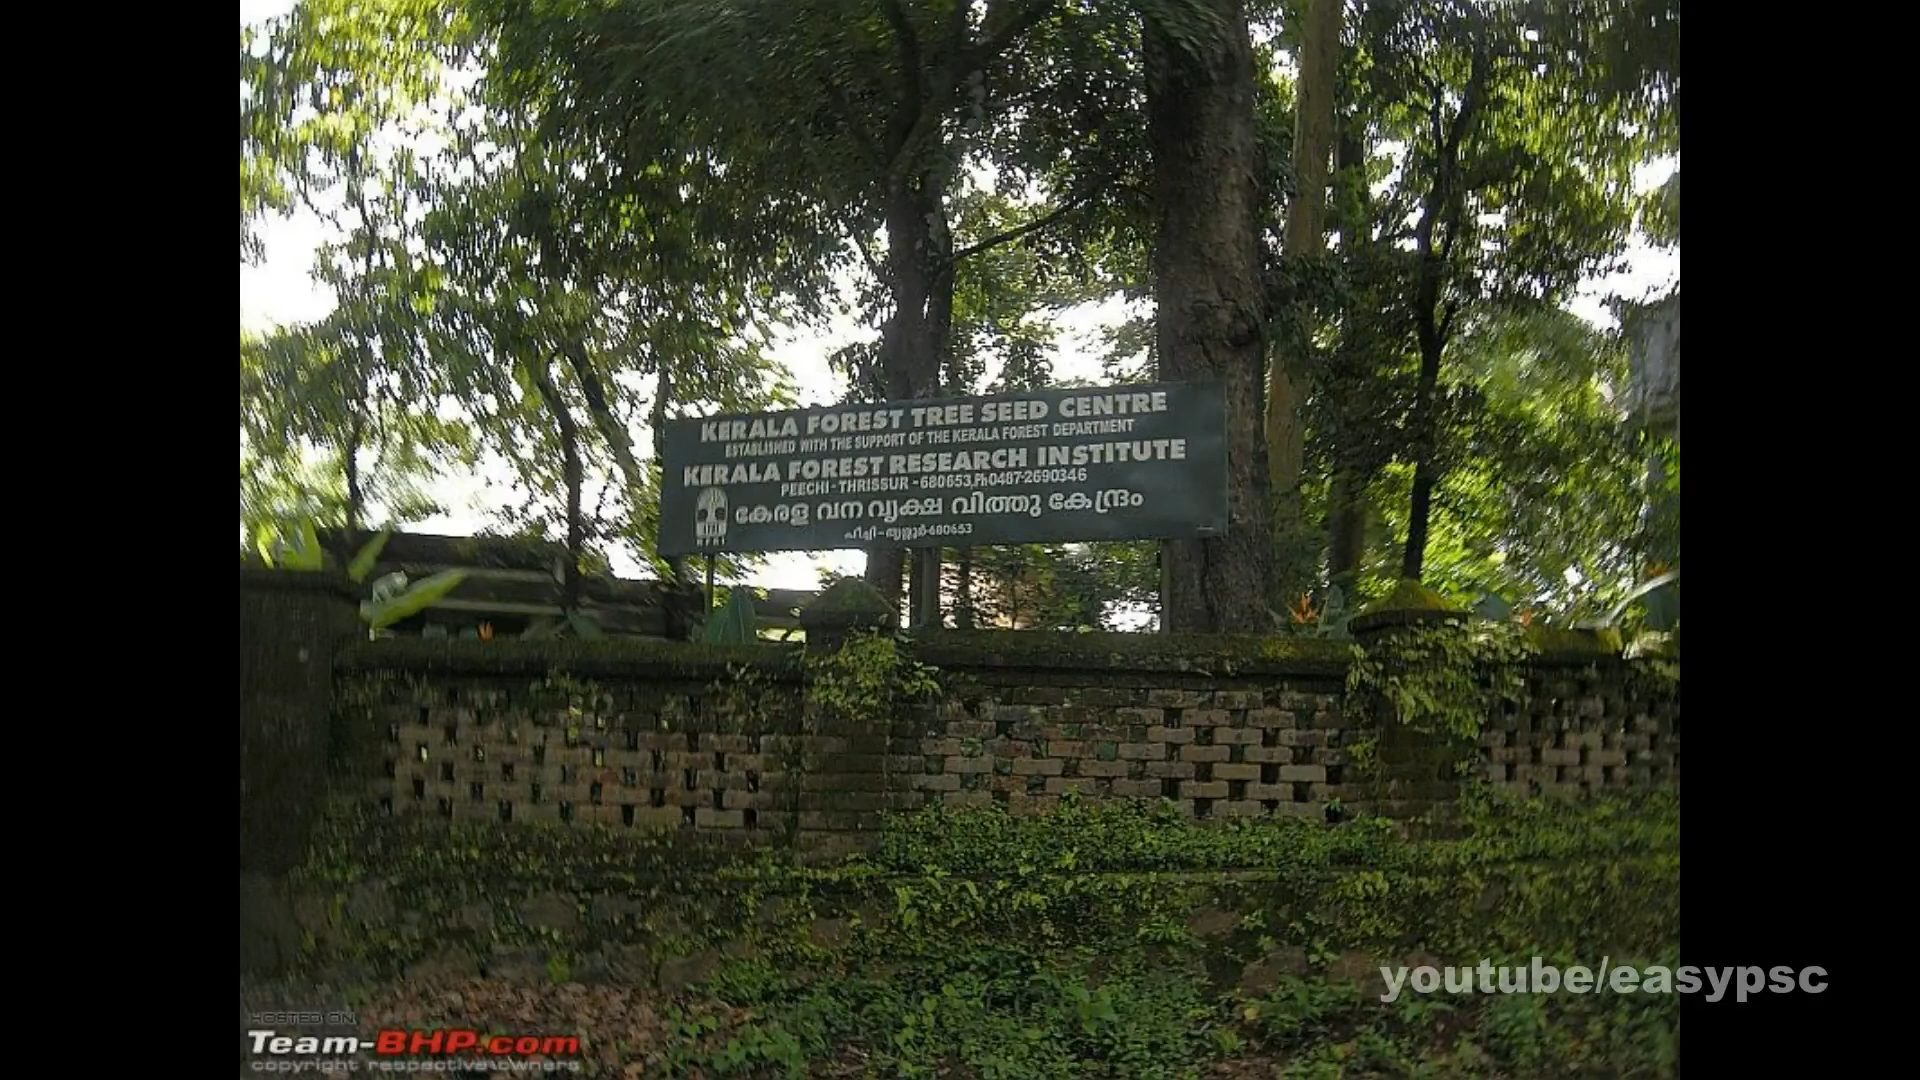 KERALA FOREST TREE SEED CENTRE
ESTABLISHED WITH THE SUPPORT OF THE KERALA FOREST DEPARTMENT
KERALA FOREST RESEARCH INSTITUTE
PEECHI - THRISSUR - 680653,Ph0487-2690346
കേരള വന വൃക്ഷ വിത്തു കേന്ദ്രം
പീച്ചി - തൃശ്ശൂർ-680653
KFRI
youtube/easypsc
HOSTED ON
Team-BHP.com
copyright respective owners